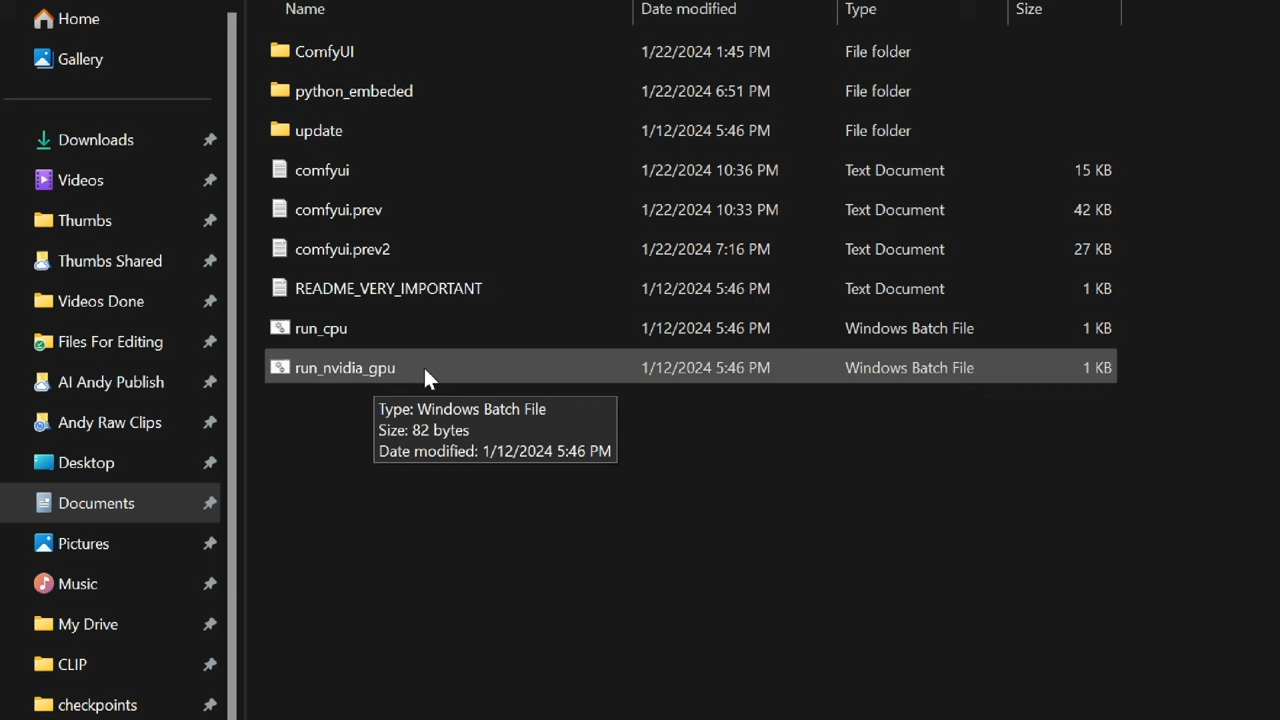 Home
Gallery
Downloads
Videos
Thumbs
Thumbs Shared
Videos Done
Files For Editing
AI Andy Publish
Andy Raw Clips
Desktop
Documents
Pictures
Music
My Drive
CLIP
checkpoints
Name Date modified Type Size
ComfyUI 1/22/2024 1:45 PM File folder
python_embeded 1/22/2024 6:51 PM File folder
update 1/12/2024 5:46 PM File folder
comfyui 1/22/2024 10:36 PM Text Document 15 KB
comfyui.prev 1/22/2024 10:33 PM Text Document 42 KB
comfyui.prev2 1/22/2024 7:16 PM Text Document 27 KB
README_VERY_IMPORTANT 1/12/2024 5:46 PM Text Document 1 KB
run_cpu 1/12/2024 5:46 PM Windows Batch File 1 KB
run_nvidia_gpu 1/12/2024 5:46 PM Windows Batch File 1 KB
Type: Windows Batch File
Size: 82 bytes
Date modified: 1/12/2024 5:46 PM